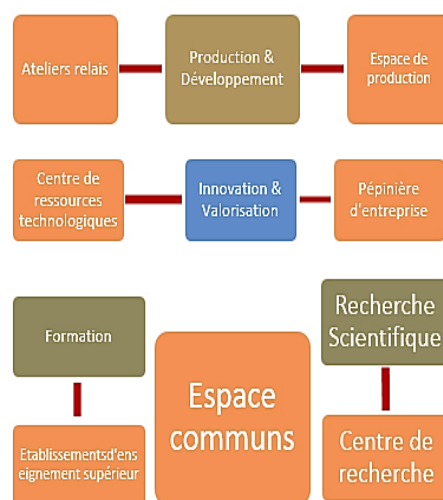 Ateliers relais
Production &
Développement
Espace de
production
Centre de
ressources
technologiques
Innovation &
Valorisation
Pépinière
d'entreprise
Formation
Recherche
Scientifique
Espace
communs
Etablissementsd'ens
eignement supérieur
Centre de
recherche